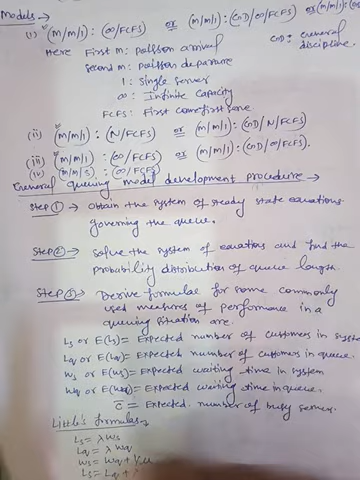 Models →
(i) (M/M/1) : (∞/FCFS) or (M/M/1) : (GD/∞/FCFS) or (M/M/1) : (GD
Here First M : Poisson arrival GD : General
Second M : Poisson departure discipline.
1 : Single server
∞ : Infinite capacity
FCFS : First come first serve
(ii) (M/M/1) : (N/FCFS) or (M/M/1) : (GD/N/FCFS)
(iii) (M/M/1) : (∞/FCFS) or (M/M/1) : (GD/∞/FCFS).
(iv) (M/M/S) : (∞/FCFS)
General queuing model development procedure →
Step ① → Obtain the system of steady state equations
governing the queue.
Step ② → Solve the system of equations and find the
probability distribution of queue length.
Step ③ → Derive formulae for some commonly
used measures of performance in a
queuing situation are.
Ls or E(Ls) = Expected number of customers in syste
Lq or E(Lq) = Expected number of customers in queue.
Ws or E(Ws) = Expected waiting time in system
Wq or E(Wq) = Expected waiting time in queue.
C̅ = Expected number of busy server.
Little's formulas →
Ls = λ Ws
Lq = λ Wq
Ws = Wq + 1/μ
Ls = Lq + λ